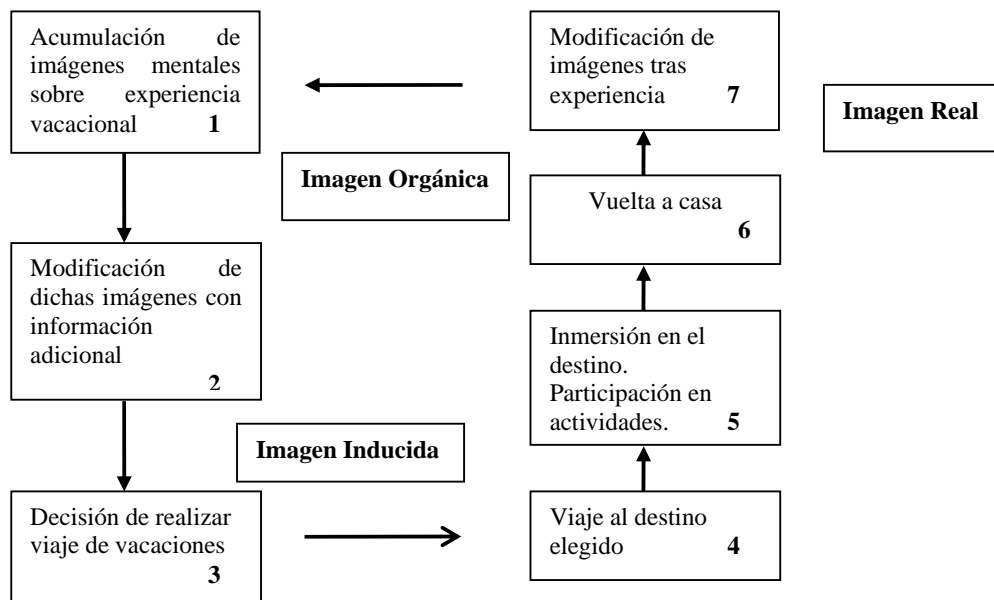 Acumulación de
imágenes mentales
sobre experiencia
vacacional 1
Modificación de
dichas imágenes con
información
adicional
2
Decisión de realizar
viaje de vacaciones
3
Viaje al destino
elegido 4
Inmersión en el
destino.
Participación en
actividades. 5
Vuelta a casa
6
Modificación de
imágenes tras
experiencia 7
Imagen Orgánica
Imagen Inducida
Imagen Real